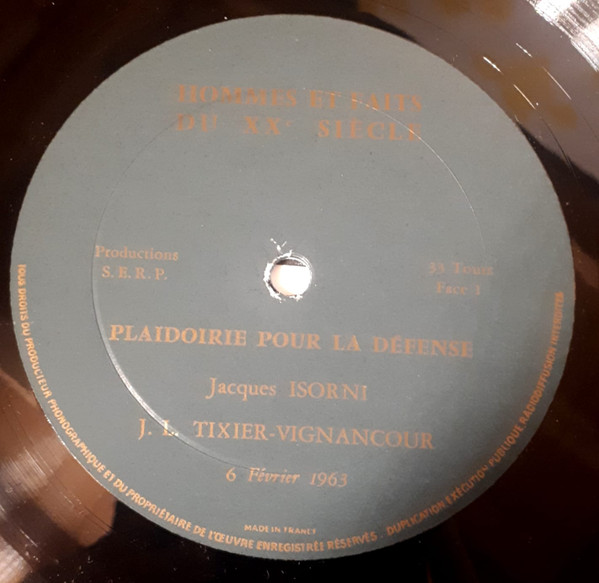 HOMMES ET FAITS
DU XXe SIÈCLE
Productions
S.E.R.P.
33 Tours
Face 1
PLAIDOIRIE POUR LA DÉFENSE
Jacques ISORNI
J. L. TIXIER-VIGNANCOUR
6 Février 1963
MADE IN FRANCE
TOUS DROITS DU PRODUCTEUR PHONOGRAPHIQUE ET DU PROPRIÉTAIRE DE L'ŒUVRE ENREGISTRÉE RÉSERVÉS . DUPLICATION EXÉCUTION PUBLIQUE RADIODIFFUSION INTERDITES